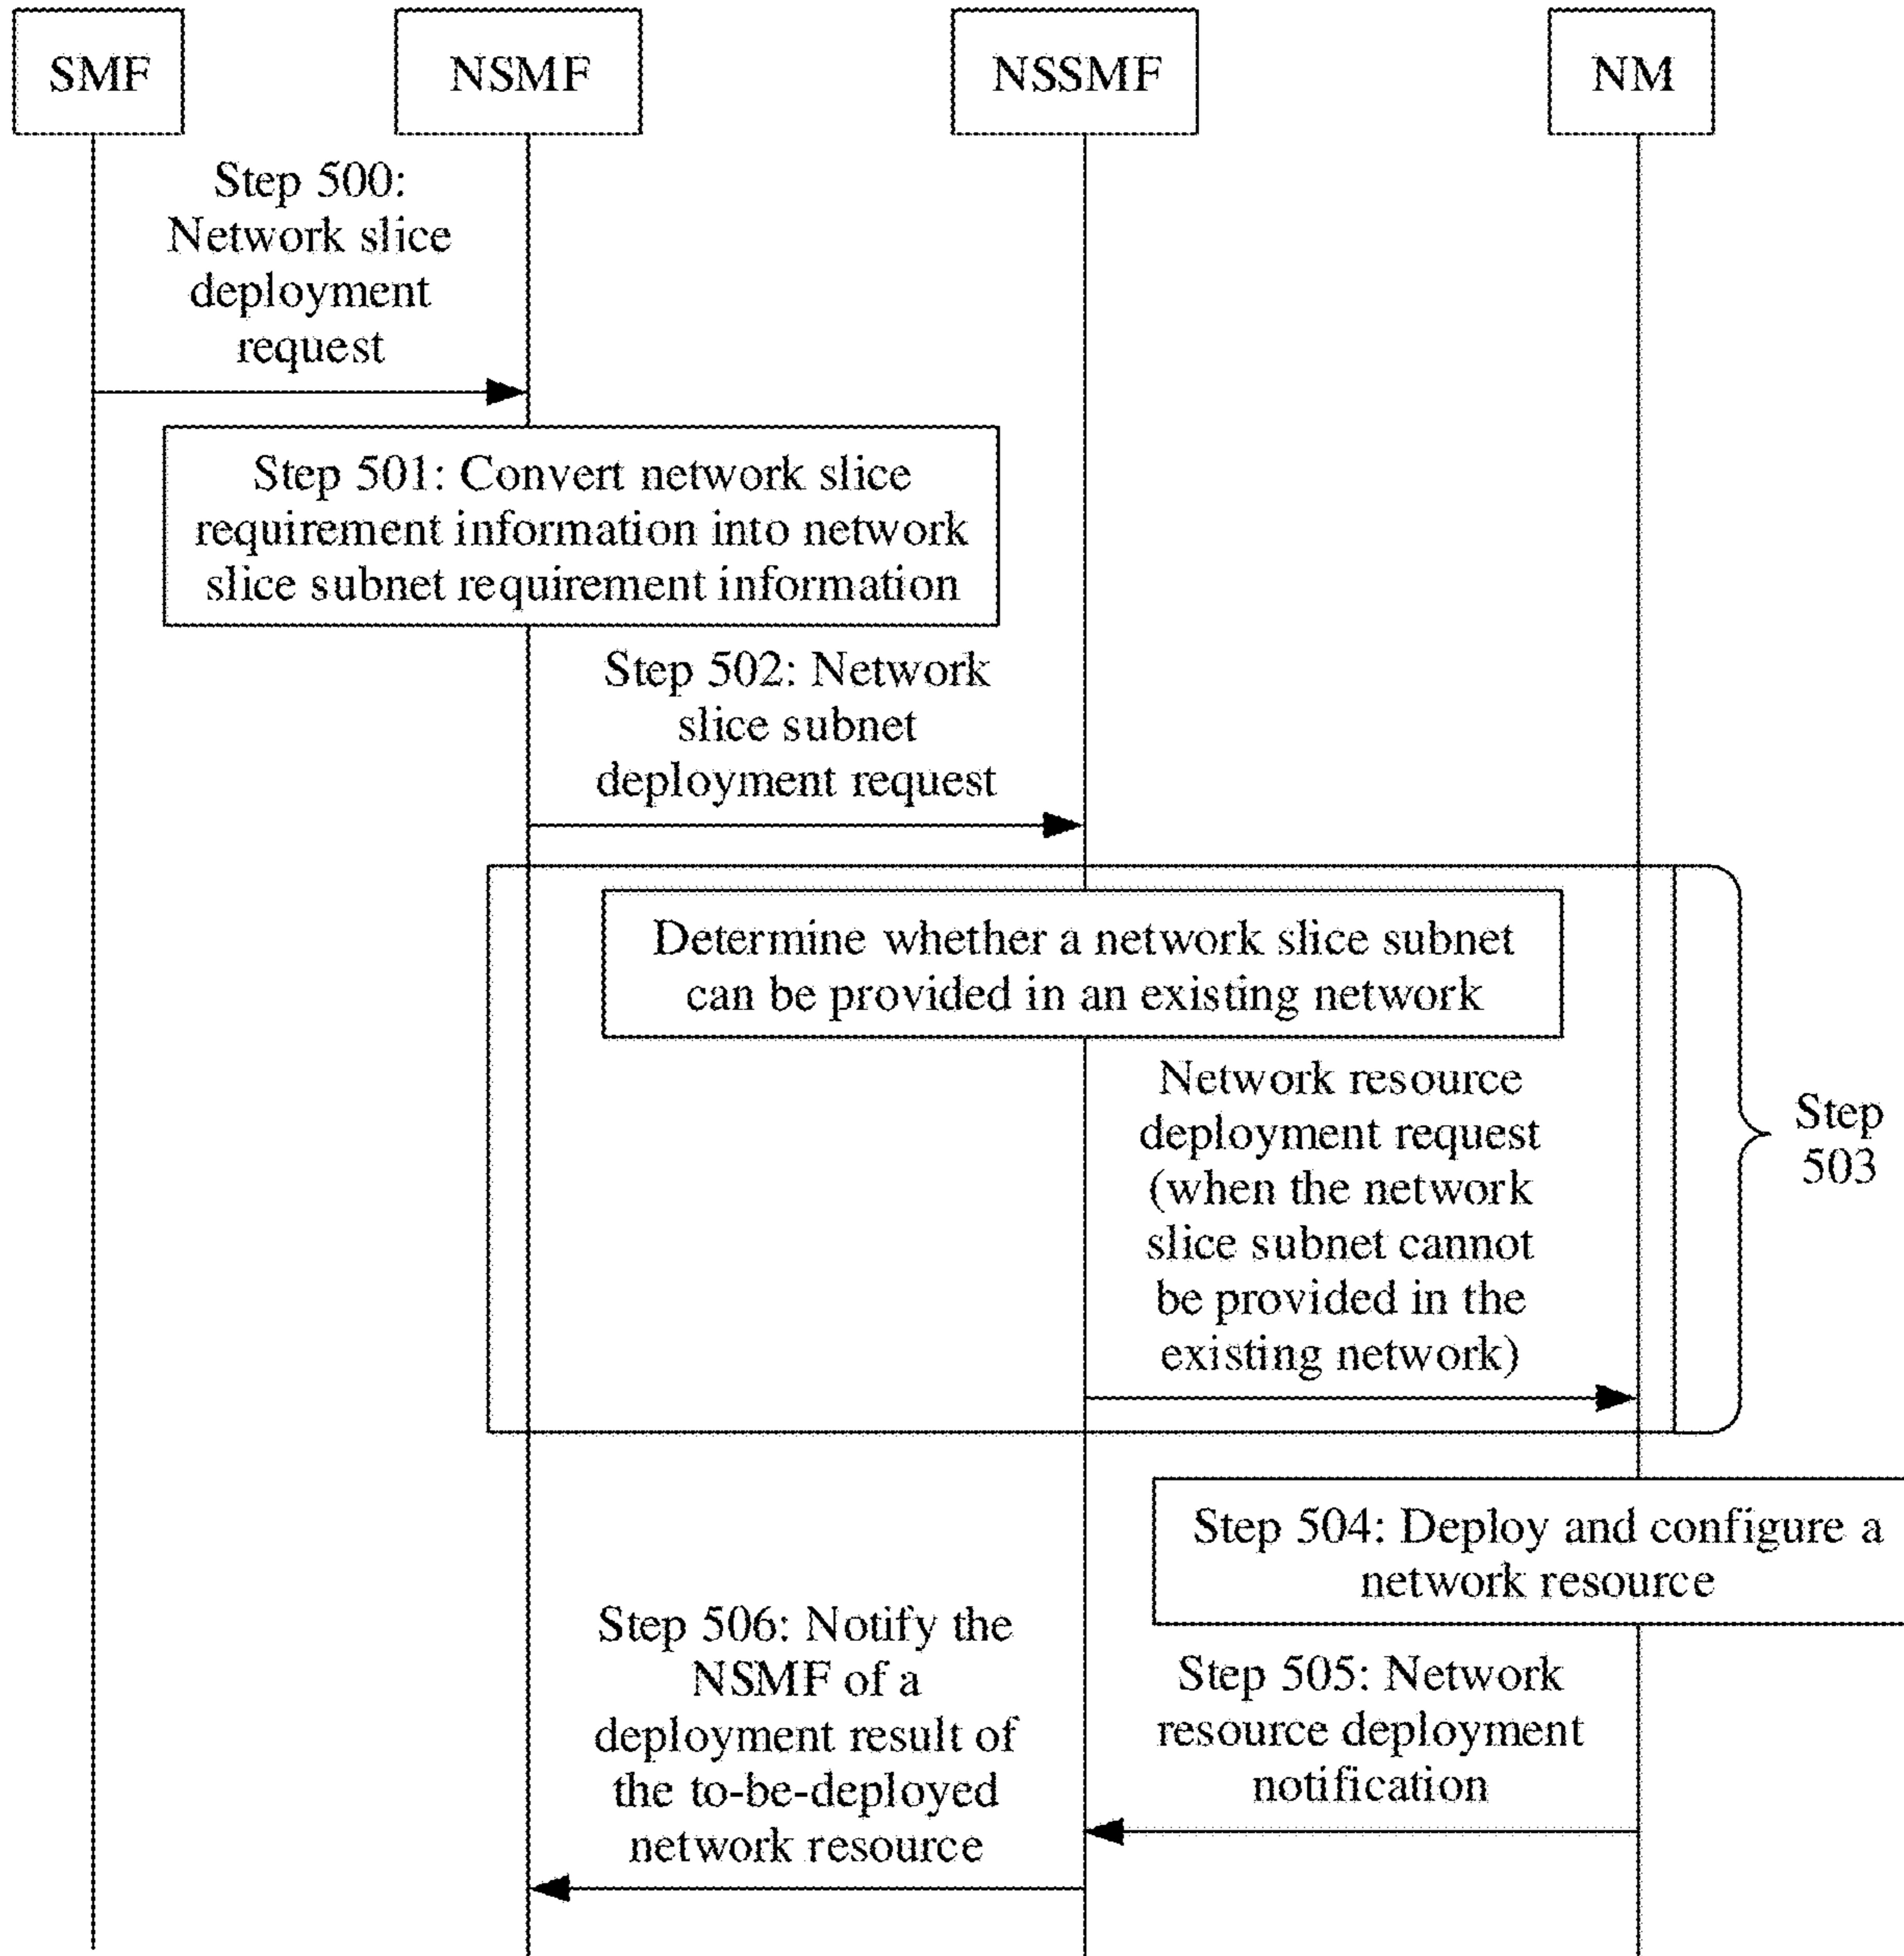 SMF
NSMF
NSSMF
NM
Step 500:
Network slice
deployment
request
Step 501: Convert network slice
requirement information into network
slice subnet requirement information
Step 502: Network
slice subnet
deployment request
Determine whether a network slice subnet
can be provided in an existing network
Network resource
deployment request
(when the network
slice subnet cannot
be provided in the
existing network)
Step
503
Step 504: Deploy and configure a
network resource
Step 505: Network
resource deployment
notification
Step 506: Notify the
NSMF of a
deployment result of
the to-be-deployed
network resource